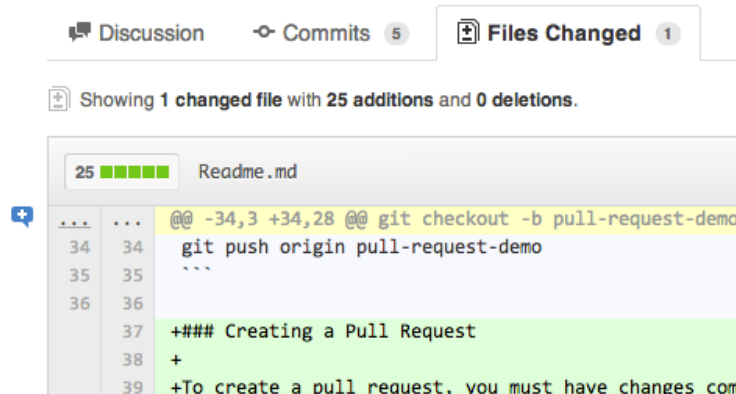 Discussion Commits 5 Files Changed 1
Showing 1 changed file with 25 additions and 0 deletions.
25 Readme.md
... ... @@ -34,3 +34,28 @@ git checkout -b pull-request-demo
34 34 git push origin pull-request-demo
35 35 ```
36 36
37 +### Creating a Pull Request
38 +
39 +To create a pull request, you must have changes com